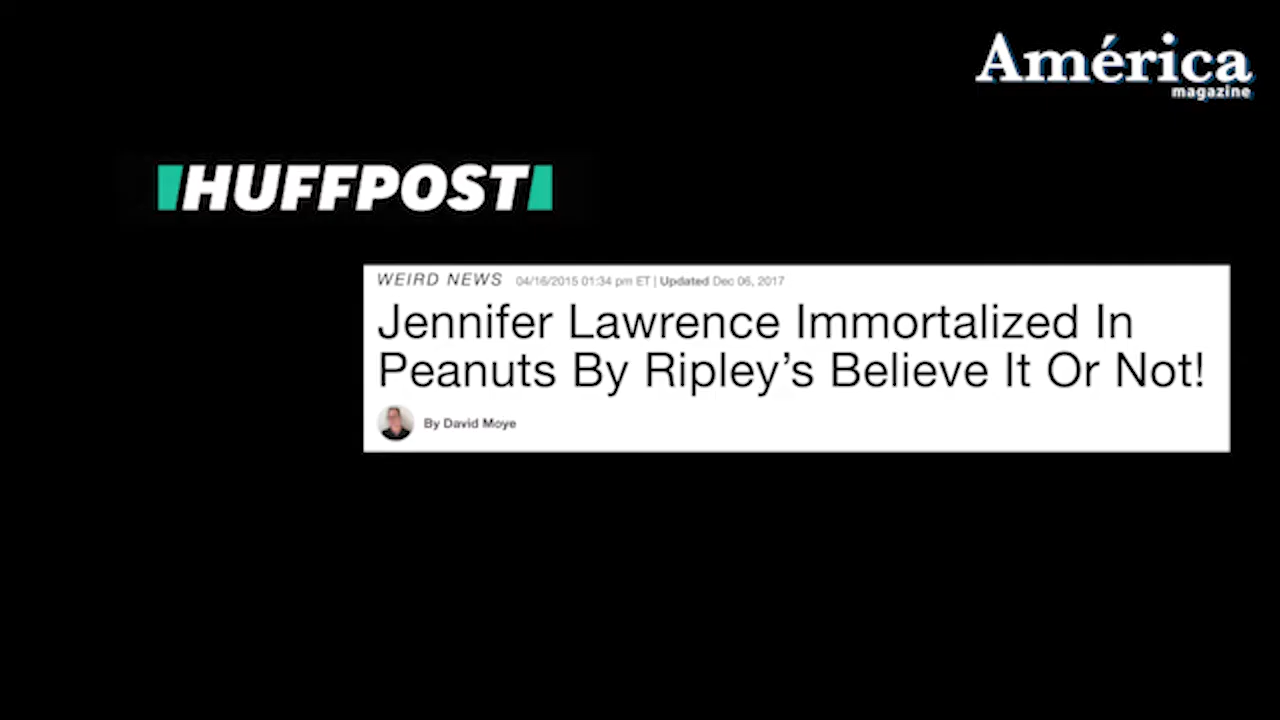 América
magazine
HUFFPOST
WEIRD NEWS 04/16/2015 01:34 pm ET | Updated Dec 06, 2017
Jennifer Lawrence Immortalized In
Peanuts By Ripley’s Believe It Or Not!
By David Moye